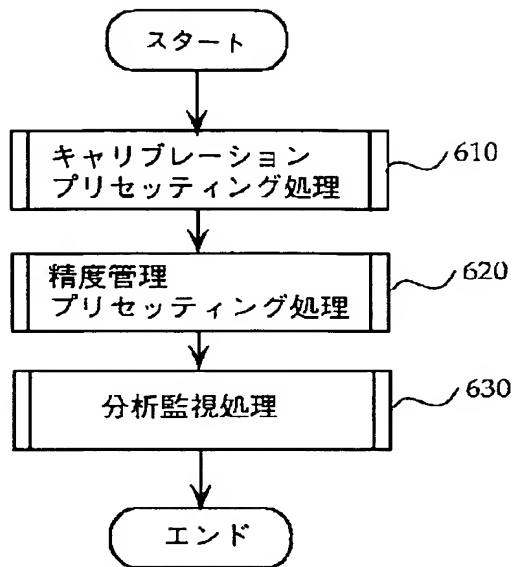 スタート
キャリブレーション
プリセッティング処理
610
精度管理
プリセッティング処理
620
分析監視処理
630
エンド